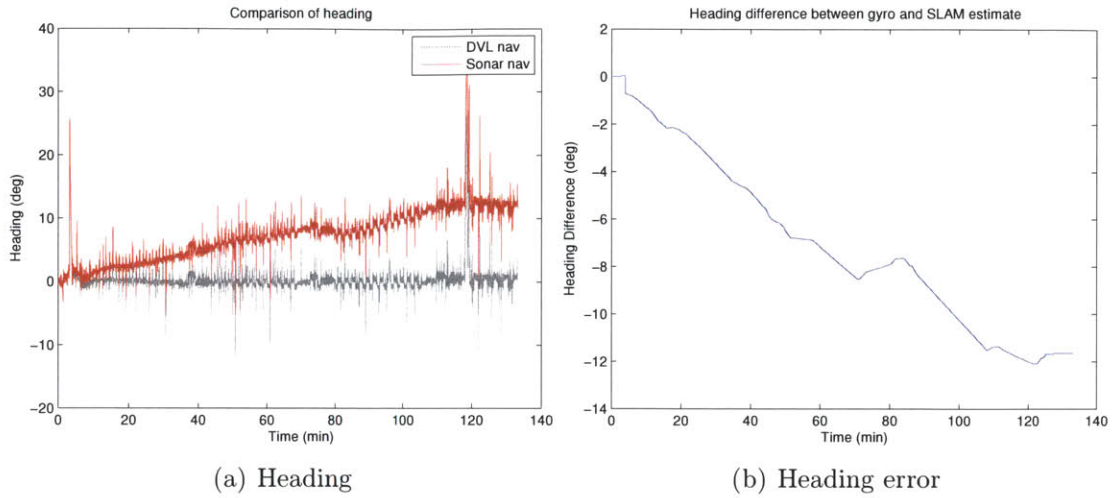 Comparison of heading
40
30
20
10
0
−10
−20
0 20 40 60 80 100 120 140
Heading (deg)
Time (min)
DVL nav
Sonar nav
(a) Heading
Heading difference between gyro and SLAM estimate
2
0
−2
−4
−6
−8
−10
−12
−14
0 20 40 60 80 100 120 140
Heading Difference (deg)
Time (min)
(b) Heading error